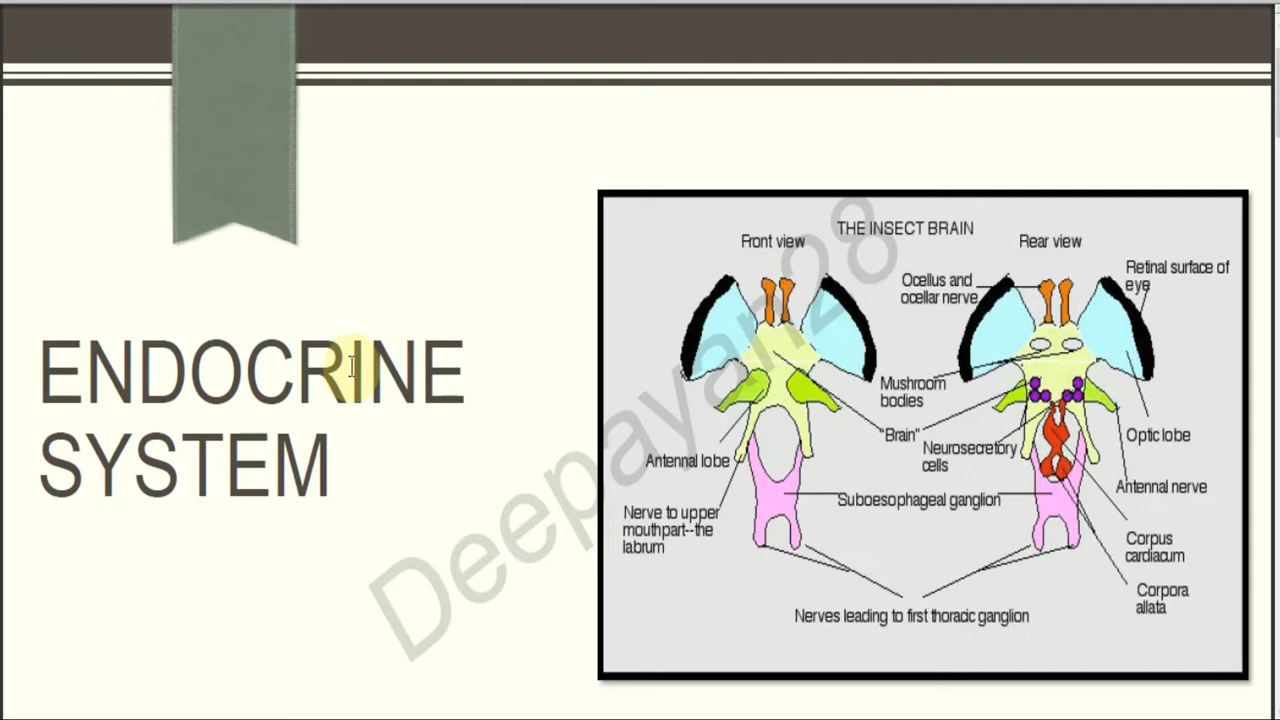 ENDOCRINE
SYSTEM
THE INSECT BRAIN
Front view
Rear view
Retinal surface of
eye
Ocellus and
ocellar nerve
Mushroom
bodies
"Brain"
Neurosecretory
cells
Optic lobe
Antennal lobe
Antennal nerve
Suboesophageal ganglion
Nerve to upper
mouthpart--the
labrum
Corpus
cardiacum
Corpora
allata
Nerves leading to first thoracic ganglion
Deepayan28